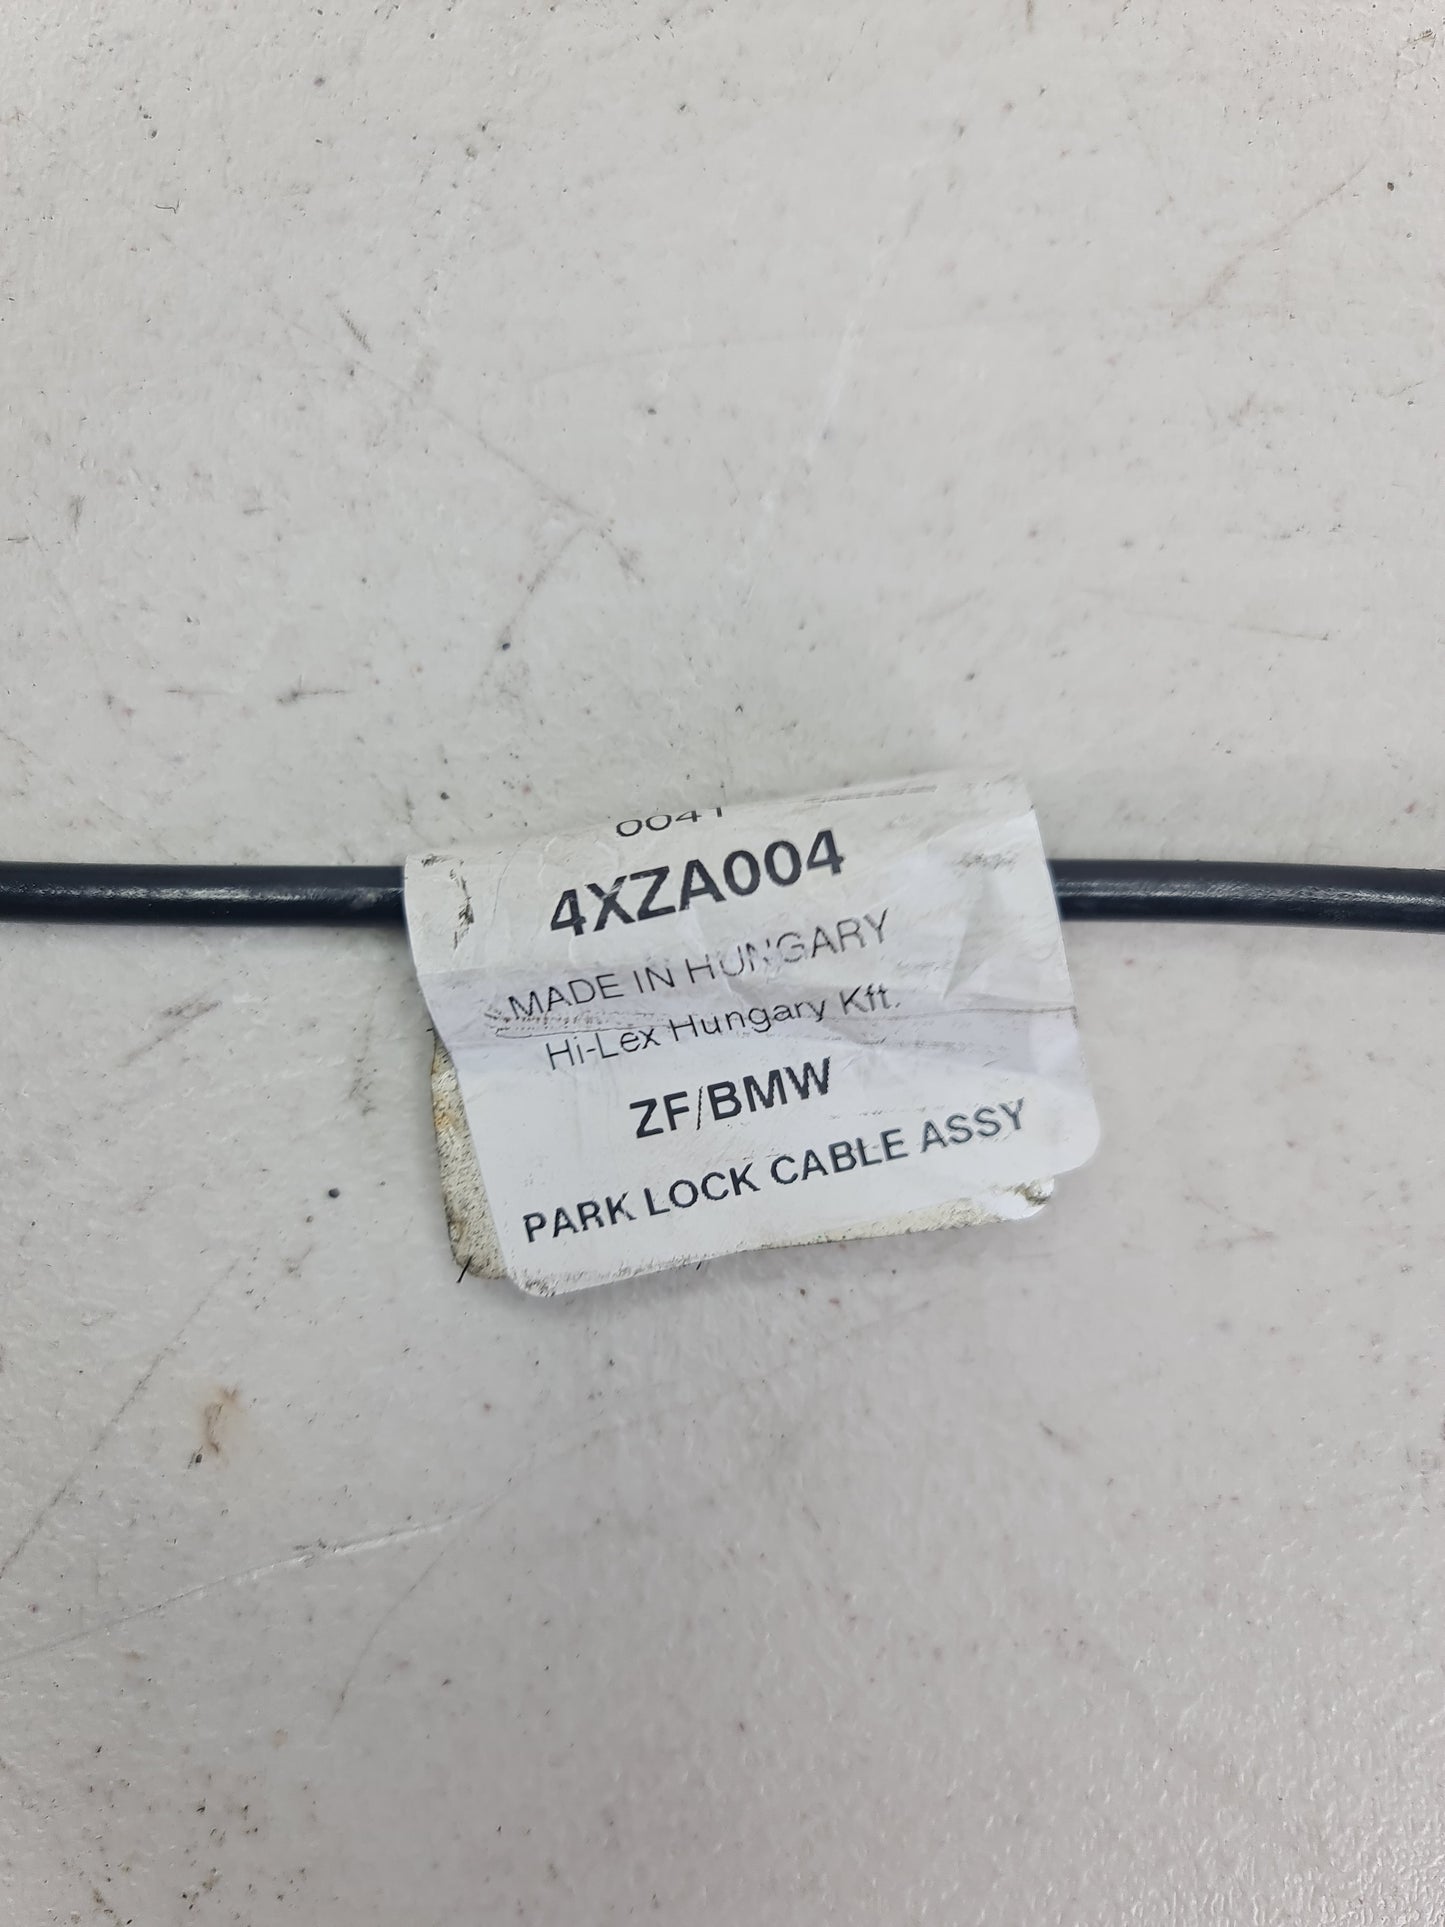 0041
4XZA004
MADE IN HUNGARY
Hi-Lex Hungary Kft.
ZF/BMW
PARK LOCK CABLE ASSY